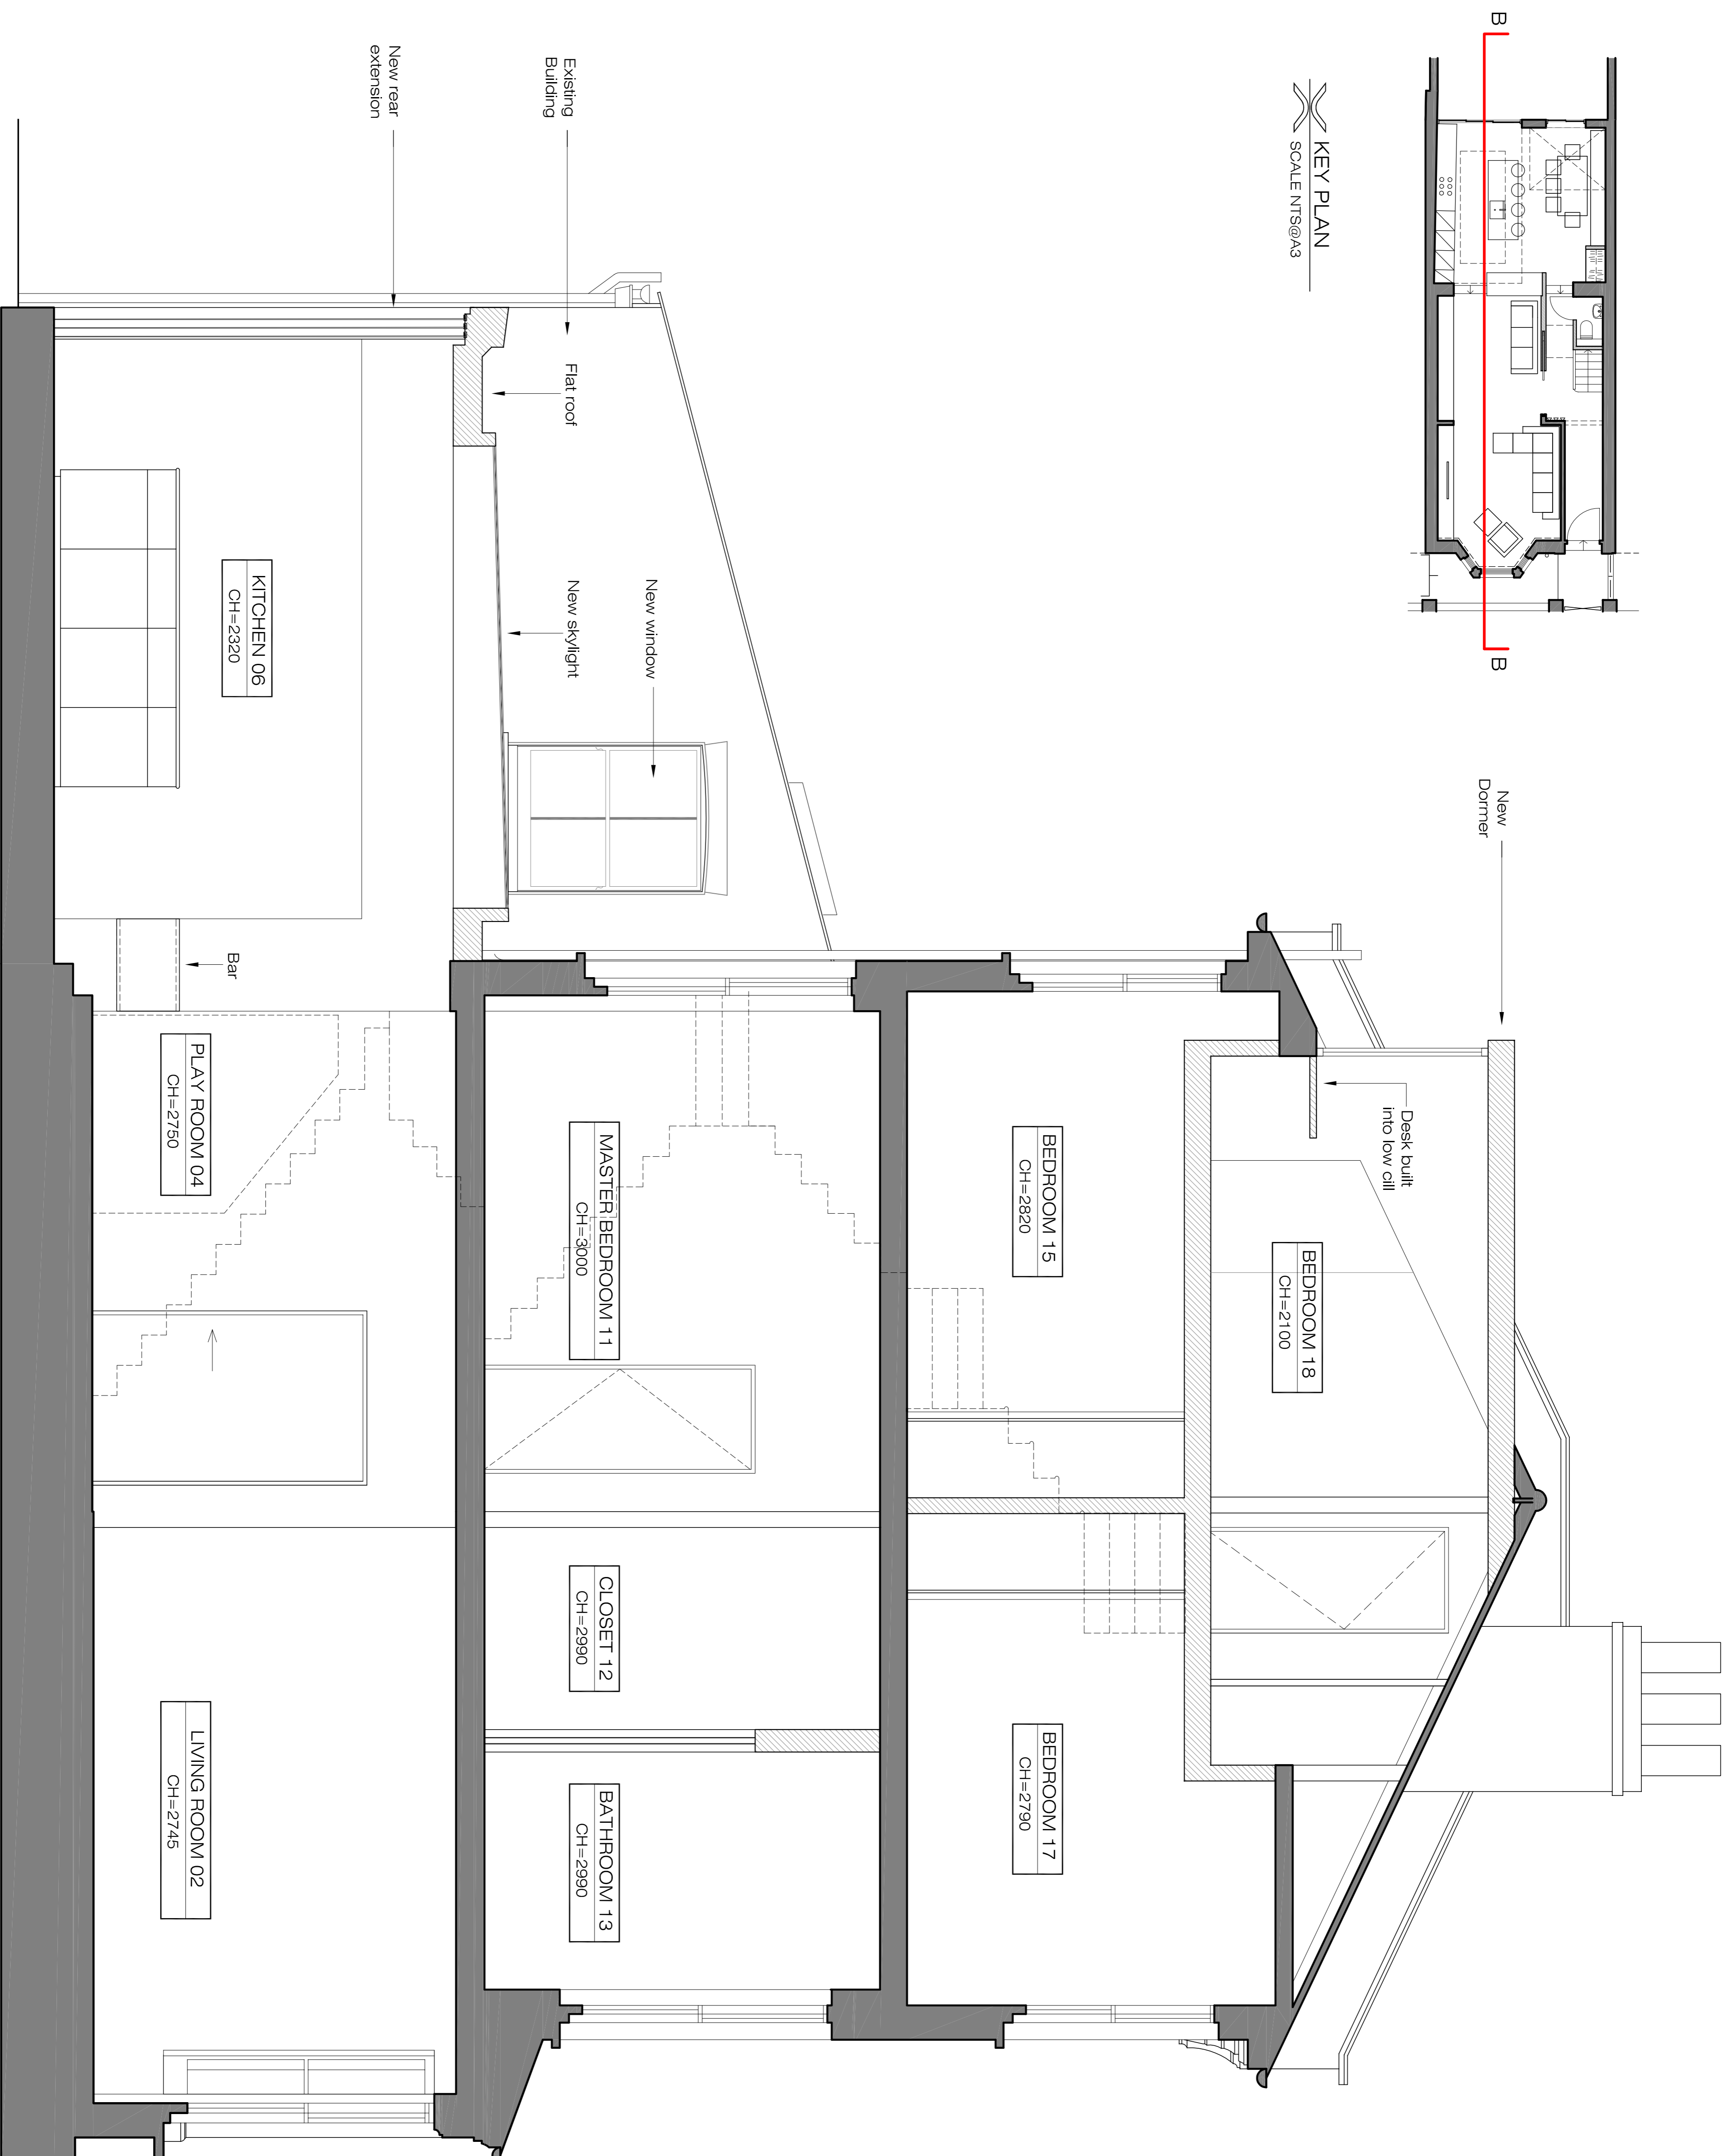 B
B
KEY PLAN
SCALE NTS@A3
New
Dormer
Desk built
into low cill
BEDROOM 18
CH=2100
BEDROOM 15
CH=2820
BEDROOM 17
CH=2790
New window
New skylight
Existing
Building
Flat roof
MASTER BEDROOM 11
CH=3000
CLOSET 12
CH=2990
BATHROOM 13
CH=2990
New rear
extension
KITCHEN 06
CH=2320
Bar
PLAY ROOM 04
CH=2750
LIVING ROOM 02
CH=2745